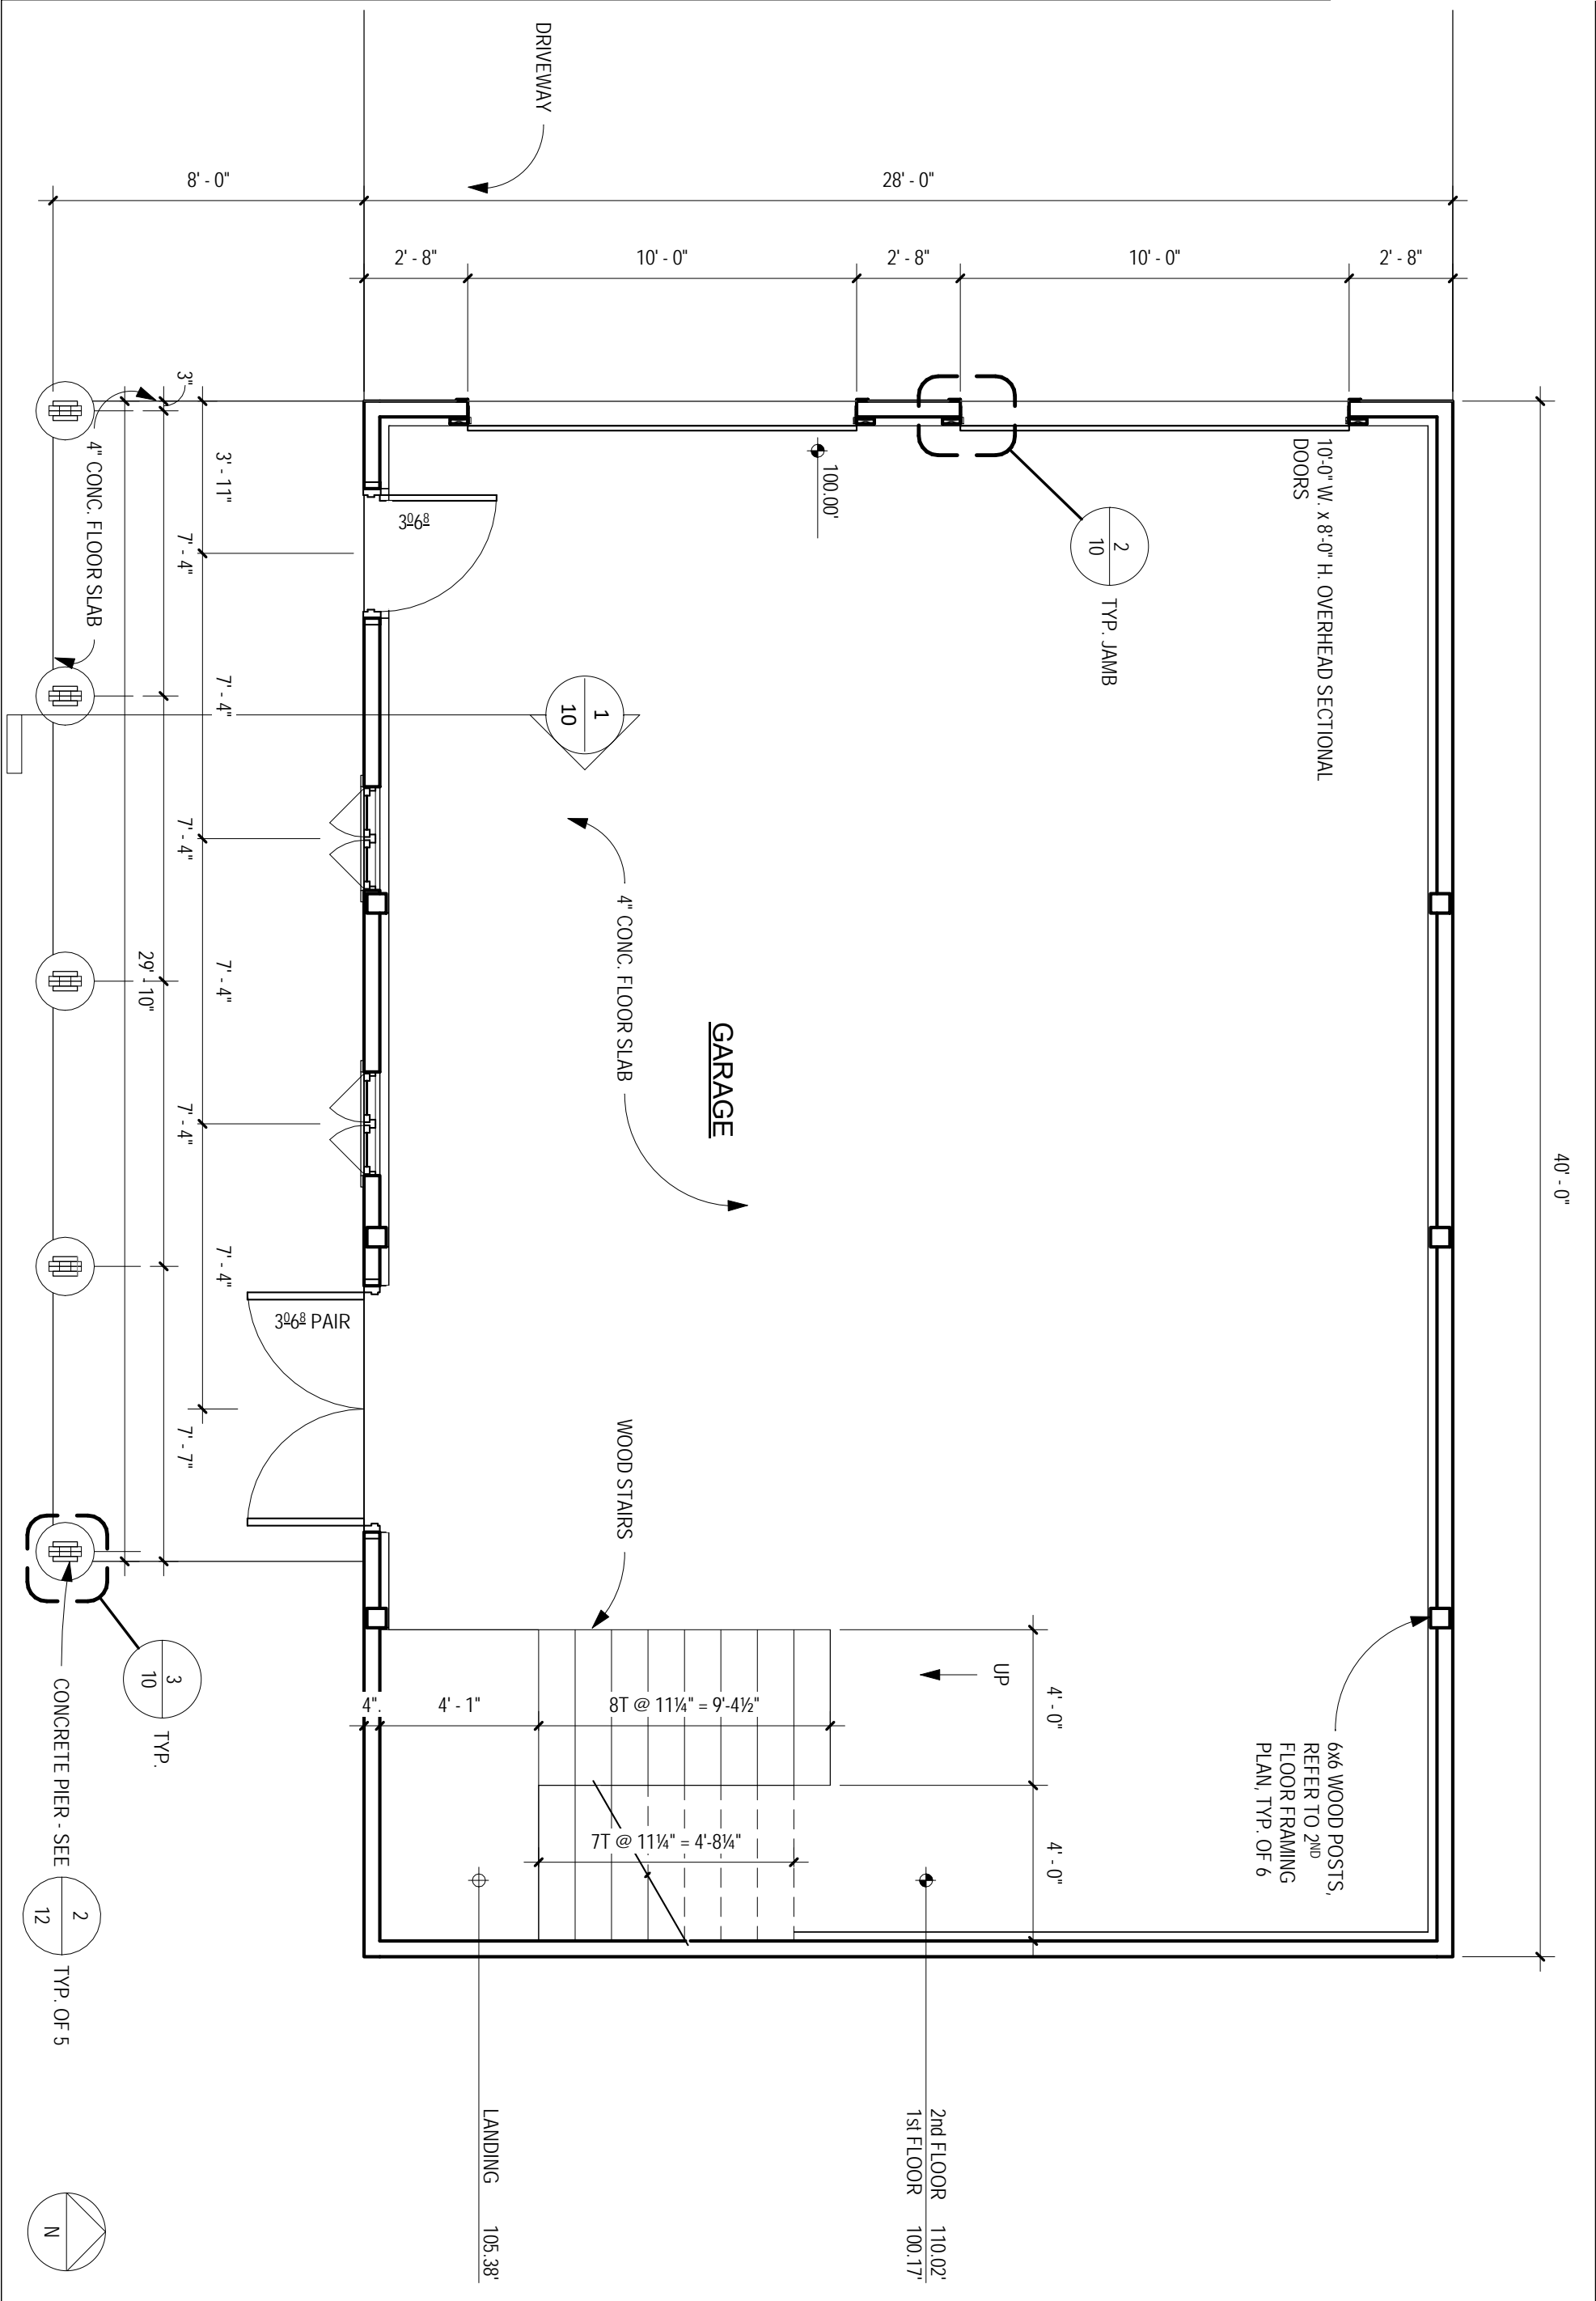 40' - 0"
DRIVEWAY
8' - 0"
28' - 0"
2' - 8"
10' - 0"
2' - 8"
10' - 0"
2' - 8"
10'-0" W. x 8'-0" H. OVERHEAD SECTIONAL
DOORS
100.00'
2
10
TYP. JAMB
3068
1
10
4" CONC. FLOOR SLAB
GARAGE
3"
3' - 11"
7' - 4"
7' - 4"
7' - 4"
7' - 4"
7' - 4"
7' - 4"
7' - 7"
29' - 10"
4" CONC. FLOOR SLAB
3068 PAIR
WOOD STAIRS
UP
4' - 0"
4' - 0"
4"
4' - 1"
8T @ 11¼" = 9'-4½"
7T @ 11¼" = 4'-8¼"
6x6 WOOD POSTS,
REFER TO 2ND
FLOOR FRAMING
PLAN, TYP. OF 6
3
10
TYP.
CONCRETE PIER - SEE
2
12
TYP. OF 5
2nd FLOOR 110.02'
1st FLOOR 100.17'
LANDING 105.38'
N